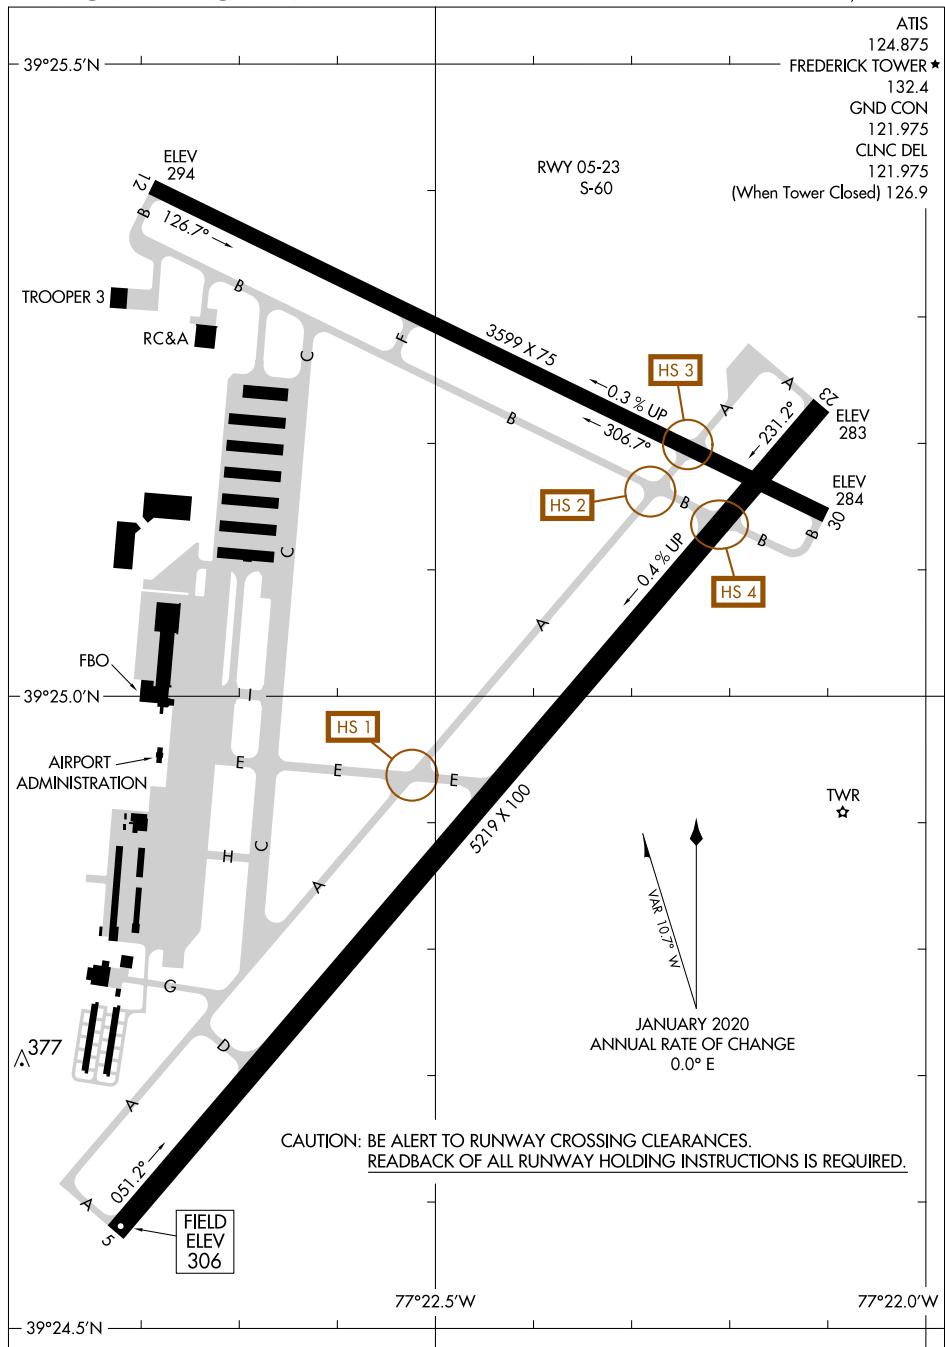 ATIS
124.875
39°25.5'N
FREDERICK TOWER ★
132.4
GND CON
121.975
CLNC DEL
121.975
(When Tower Closed) 126.9
ELEV
294
RWY 05-23
S-60
12
B
126.7°
TROOPER 3
B
RC&A
C
F
3599 X 75
HS 3
0.3 % UP
A
A
23
ELEV
283
231.2°
306.7°
B
HS 2
B
ELEV
284
30
B
B
C
0.4 % UP
HS 4
A
FBO
39°25.0'N
I
HS 1
AIRPORT
ADMINISTRATION
E
E
E
5219 X 100
TWR
H
C
A
VAR 10.7° W
G
JANUARY 2020
ANNUAL RATE OF CHANGE
0.0° E
377
D
A
CAUTION: BE ALERT TO RUNWAY CROSSING CLEARANCES.
READBACK OF ALL RUNWAY HOLDING INSTRUCTIONS IS REQUIRED.
051.2°
A
5
FIELD
ELEV
306
77°22.5'W
77°22.0'W
39°24.5'N